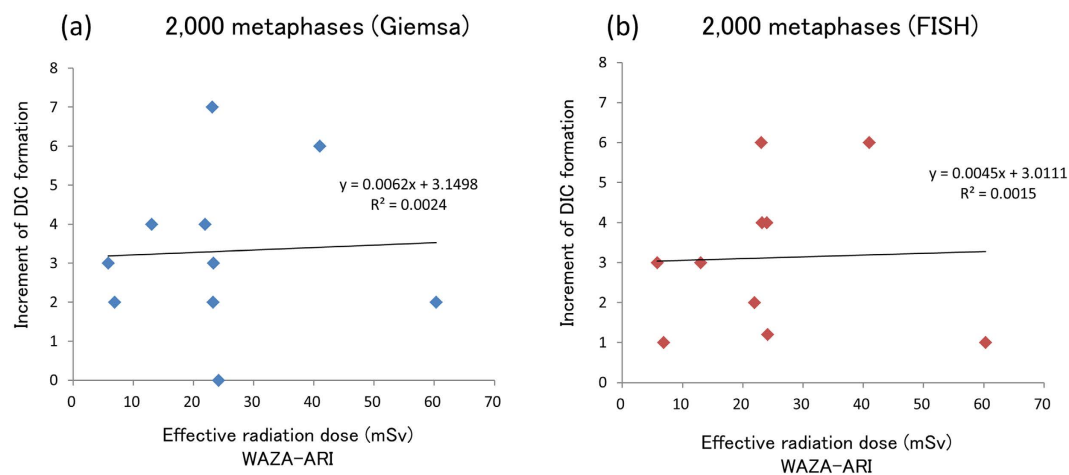 (a) 2,000 metaphases (Giemsa)
Increment of DIC formation
8
7
6
5
4
3
2
1
0
y = 0.0062x + 3.1498
R² = 0.0024
0 10 20 30 40 50 60 70
Effective radiation dose (mSv)
WAZA-ARI
(b) 2,000 metaphases (FISH)
Increment of DIC formation
8
7
6
5
4
3
2
1
0
y = 0.0045x + 3.0111
R² = 0.0015
0 10 20 30 40 50 60 70
Effective radiation dose (mSv)
WAZA-ARI